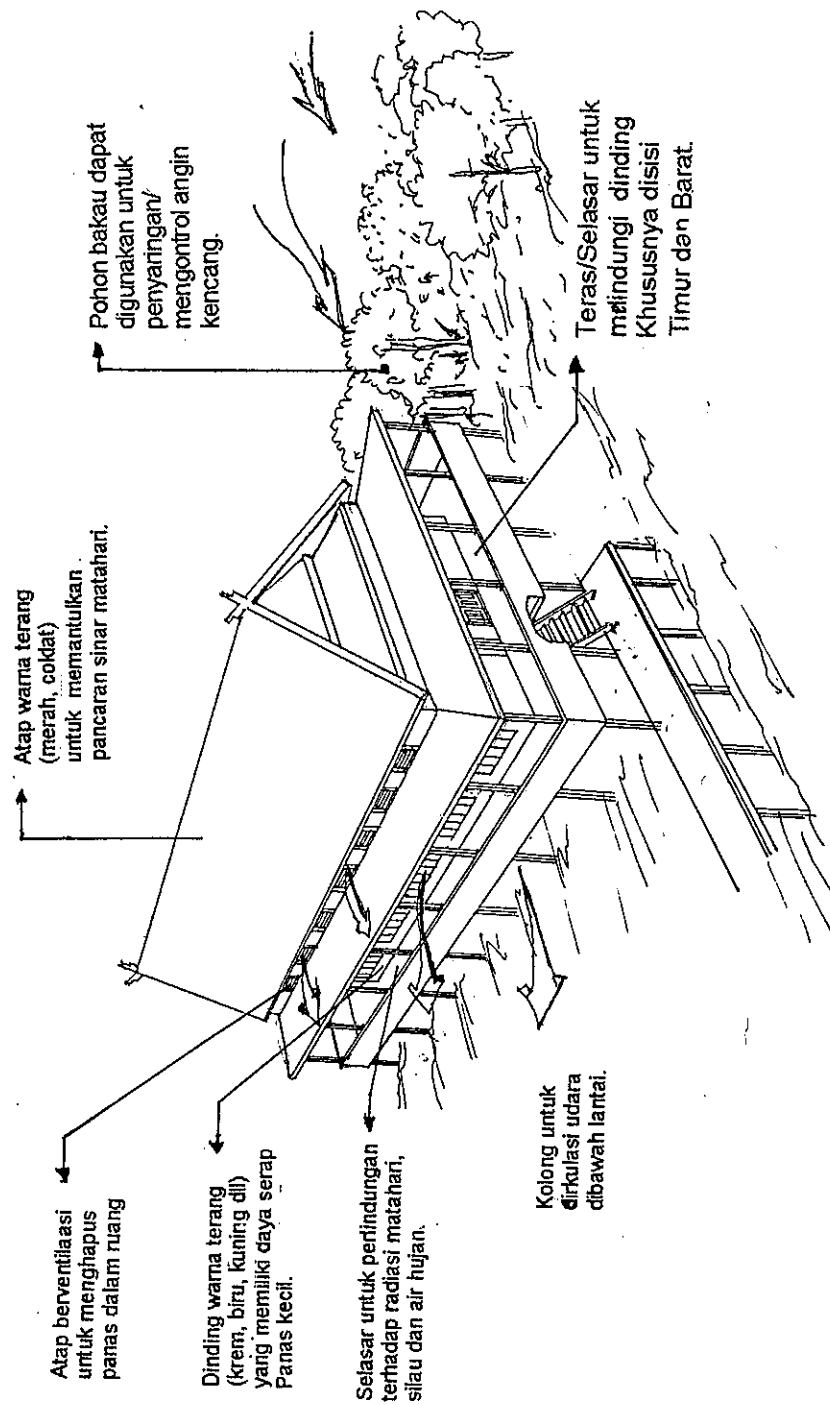 Atap berventilaasi
untuk menghapus
panas dalam ruang
Dinding warna terang
(krem, biru, kuning dll)
yang memiliki daya serap
Panas kecil.
Selasar untuk perlindungan
terhadap radiasi matahari,
silau dan air hujan.
Kolong untuk
dirkulasi udara
dibawah lantai.
Atap warna terang
(merah, coklat)
untuk memantulkan
pancaran sinar matahari.
Pohon bakau dapat
digunakan untuk
penyaringan/
mengontrol angin
kencang.
Teras/Selasar untuk
melindungi dinding
Khususnya disisi
Timur dan Barat.